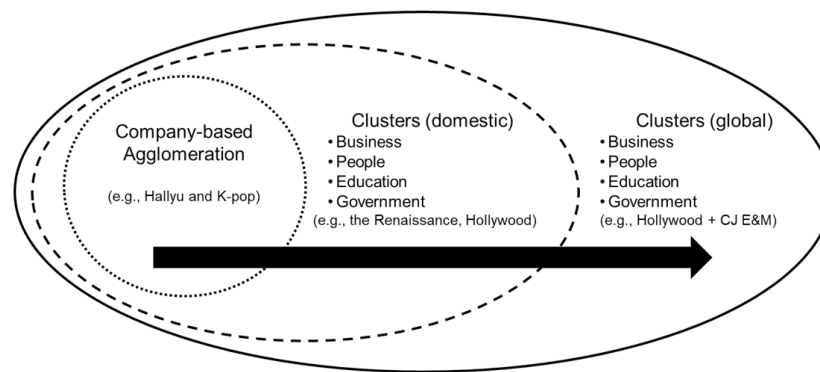 Company-based
Agglomeration
(e.g., Hallyu and K-pop)
Clusters (domestic)
• Business
• People
• Education
• Government
(e.g., the Renaissance, Hollywood)
Clusters (global)
• Business
• People
• Education
• Government
(e.g., Hollywood + CJ E&M)